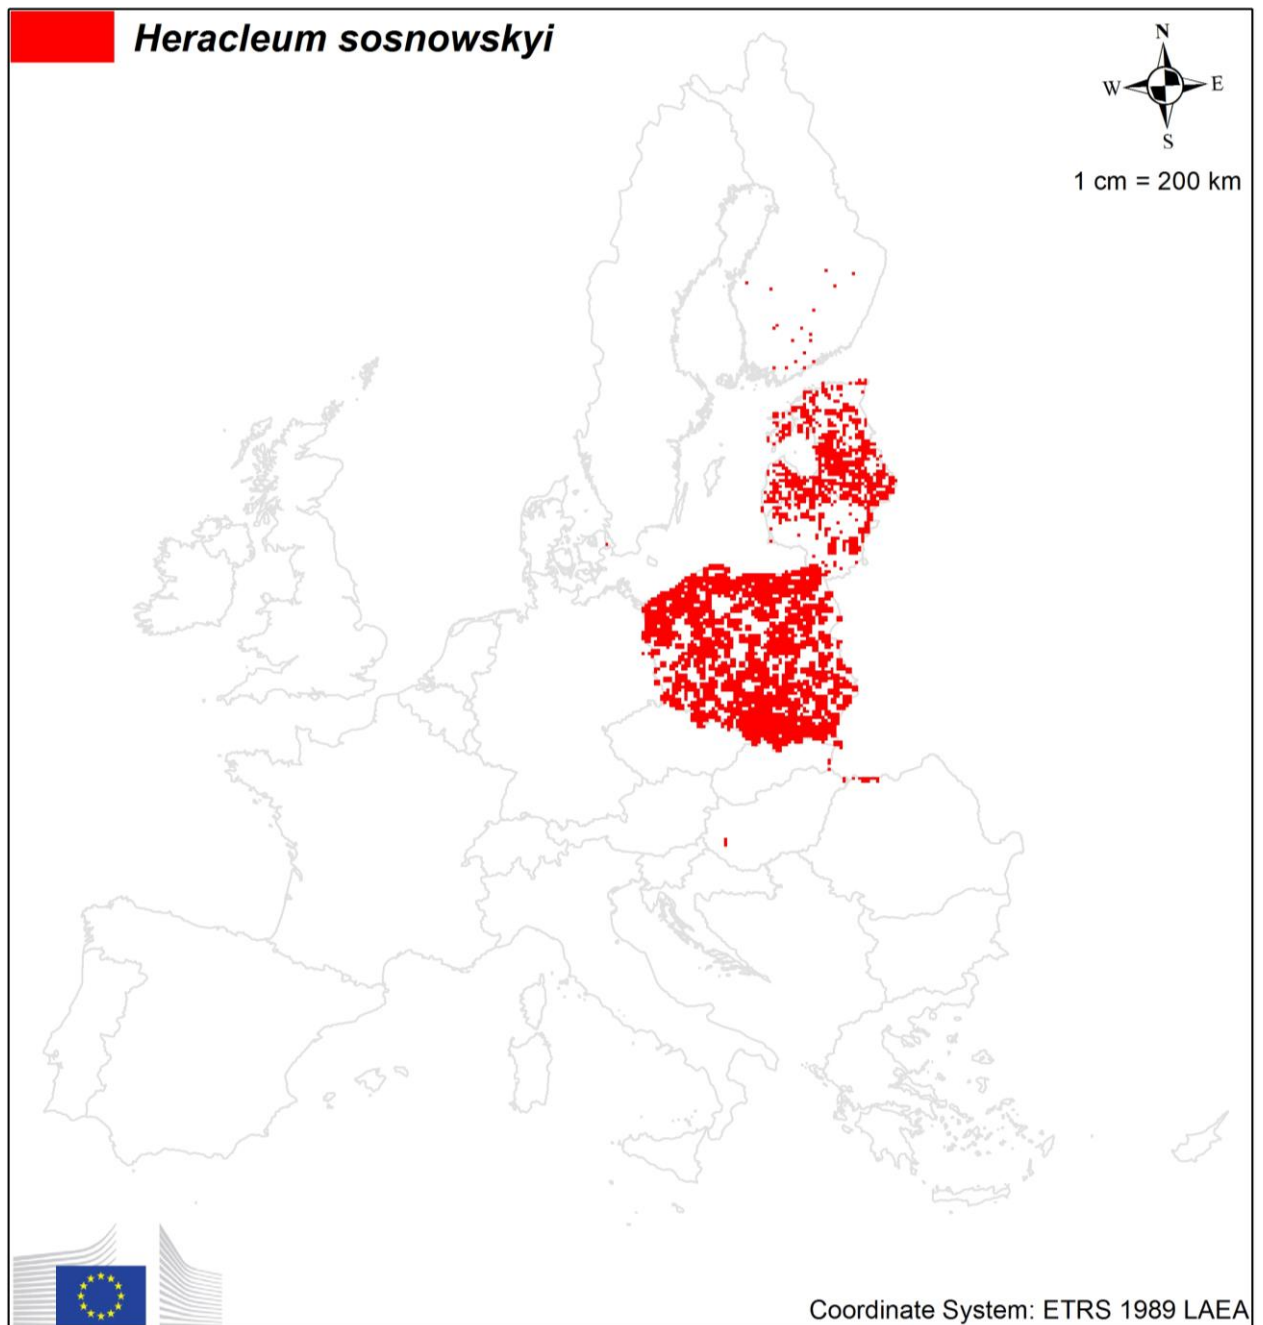 Heracleum sosnowskyi
N
W E
S
1 cm = 200 km
Coordinate System: ETRS 1989 LAEA